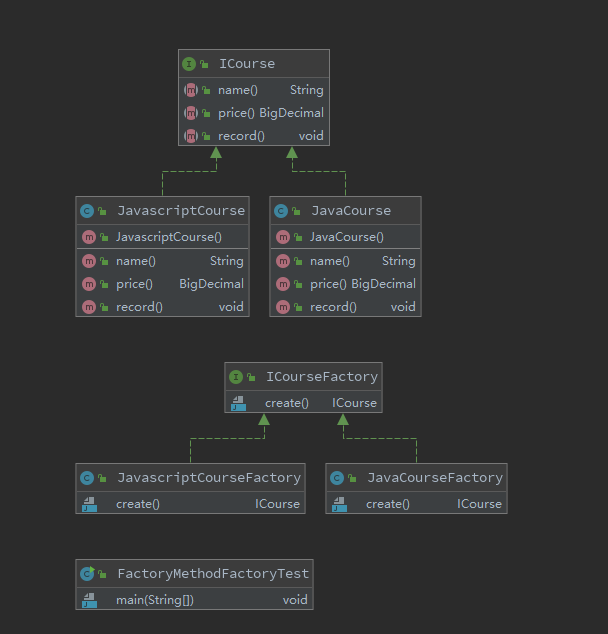 ICourse
name() String
price() BigDecimal
record() void
JavascriptCourse
JavascriptCourse()
name() String
price() BigDecimal
record() void
JavaCourse
JavaCourse()
name() String
price() BigDecimal
record() void
ICourseFactory
create() ICourse
JavascriptCourseFactory
create() ICourse
JavaCourseFactory
create() ICourse
FactoryMethodFactoryTest
main(String[]) void